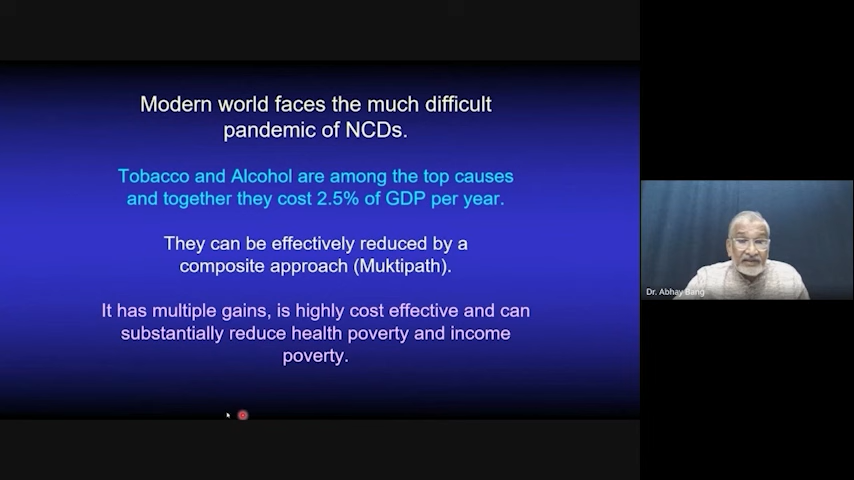 Modern world faces the much difficult
pandemic of NCDs.
Tobacco and Alcohol are among the top causes
and together they cost 2.5% of GDP per year.
They can be effectively reduced by a
composite approach (Muktipath).
It has multiple gains, is highly cost effective and can
substantially reduce health poverty and income
poverty.
Dr. Abhay Bang